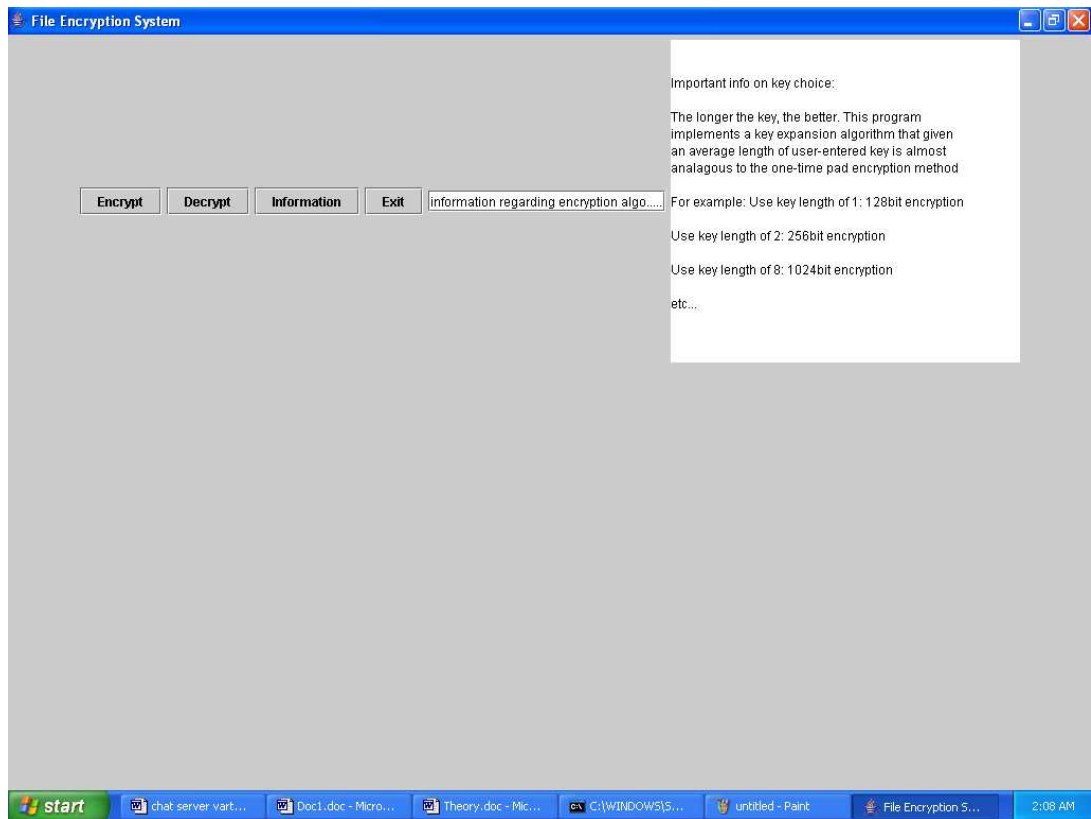 File Encryption System
Important info on key choice:
The longer the key, the better. This program
implements a key expansion algorithm that given
an average length of user-entered key is almost
analagous to the one-time pad encryption method
Encrypt Decrypt Information Exit information regarding encryption algo..... For example: Use key length of 1: 128bit encryption
Use key length of 2: 256bit encryption
Use key length of 8: 1024bit encryption
etc...
start chat server vart... Doc1.doc - Micro... Theory.doc - Mic... C:\WINDOWS\S... untitled - Paint File Encryption S... 2:08 AM